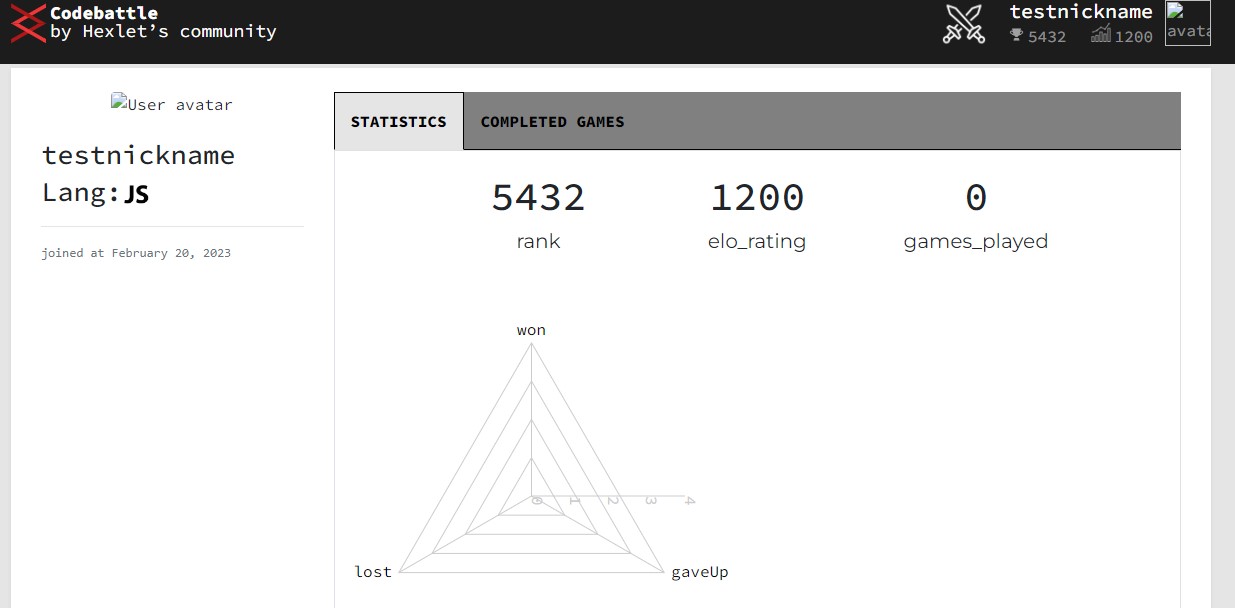 Codebattle
by Hexlet’s community
testnickname
5432 1200
avata
User avatar
testnickname
Lang: JS
joined at February 20, 2023
STATISTICS COMPLETED GAMES
5432 1200 0
rank elo_rating games_played
won
0 1 2 3 4
lost gaveUp